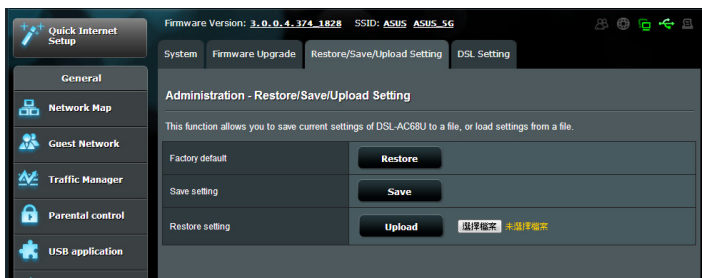 Quick Internet
Setup
Firmware Version: 3.0.0.4.374_1828 SSID: ASUS ASUS_5G
System Firmware Upgrade Restore/Save/Upload Setting DSL Setting
General
Network Map
Guest Network
Traffic Manager
Parental control
USB application
Administration - Restore/Save/Upload Setting
This function allows you to save current settings of DSL-AC68U to a file, or load settings from a file.
Factory default Restore
Save setting Save
Restore setting Upload 選擇檔案 未選擇檔案